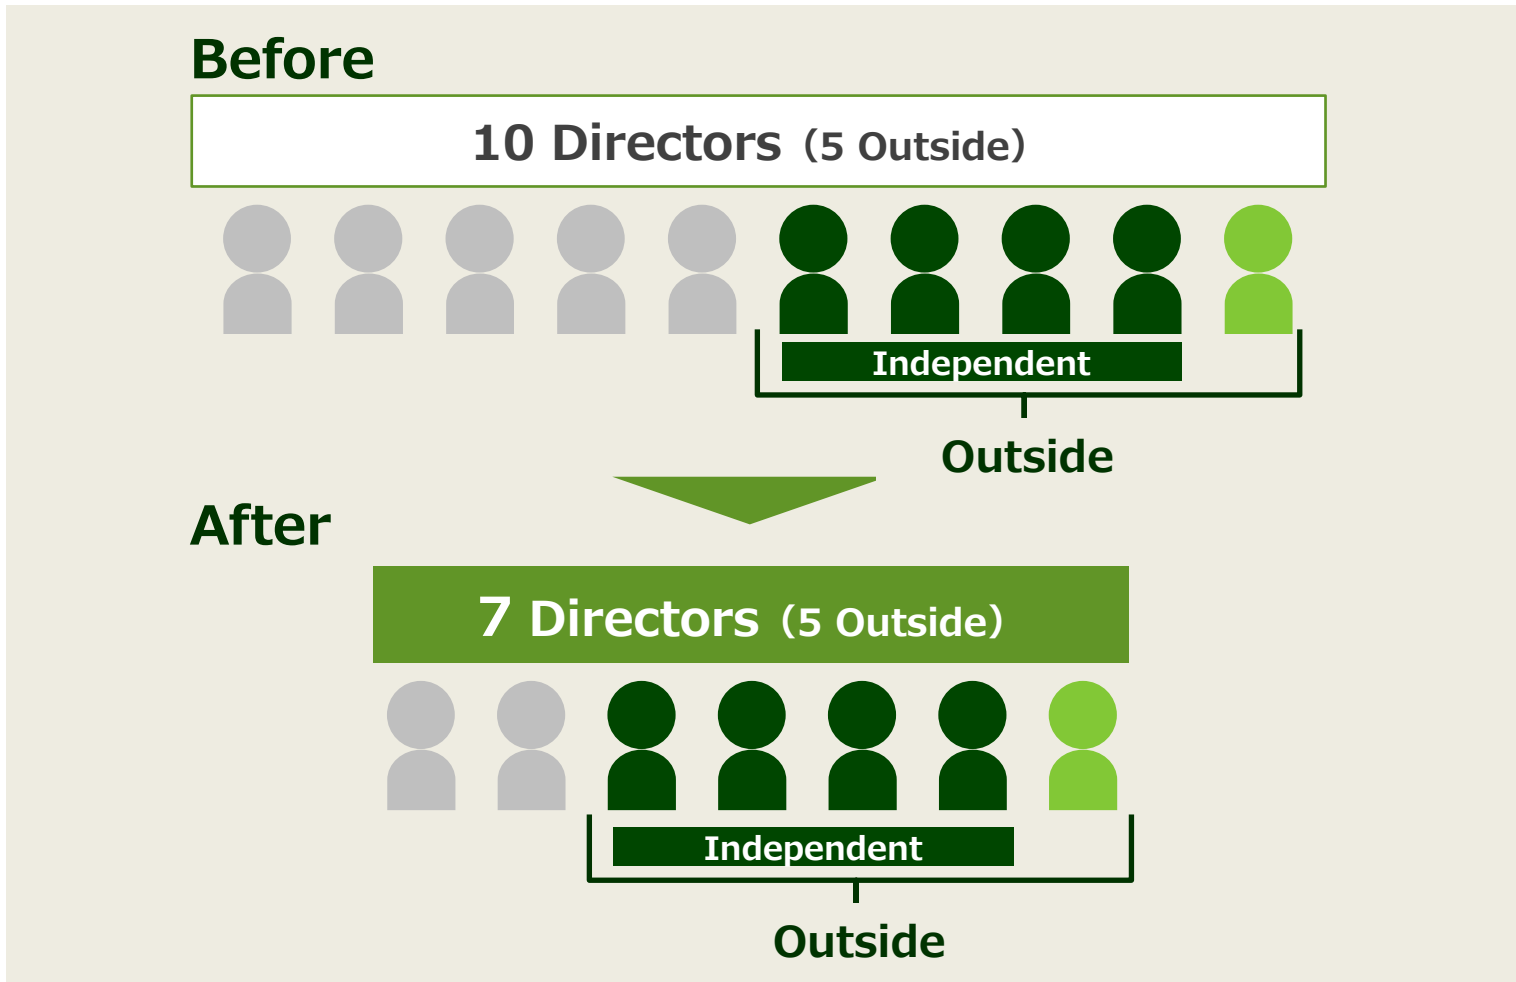 Before
10 Directors（5 Outside）
Independent
Outside
After
7 Directors（5 Outside）
Independent
Outside